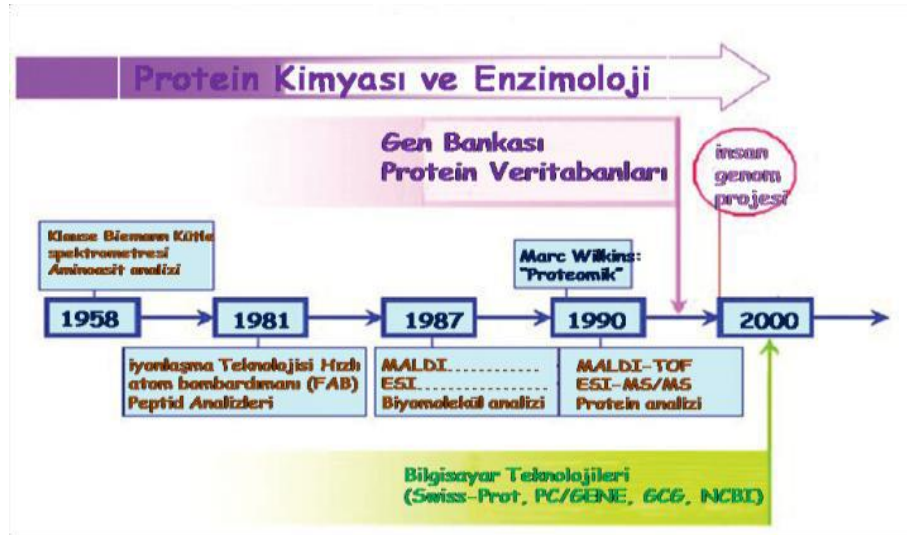 Protein Kimyası ve Enzimoloji
Gen Bankası
Protein Veritabanları
insan
genom
projesi
Klause Biemann Kütle
spektrometresi
Aminoasit analizi
Marc Wilkins:
"Proteomik"
1958
1981
1987
1990
2000
iyonlaşma Teknolojisi Hızlı
atom bombardımanı (FAB)
Peptid Analizleri
MALDI............
ESI................
Biyomolekül analizi
MALDI-TOF
ESI-MS/MS
Protein analizi
Bilgisayar Teknolojileri
(Swiss-Prot, PC/GENE, GCG, NCBI)